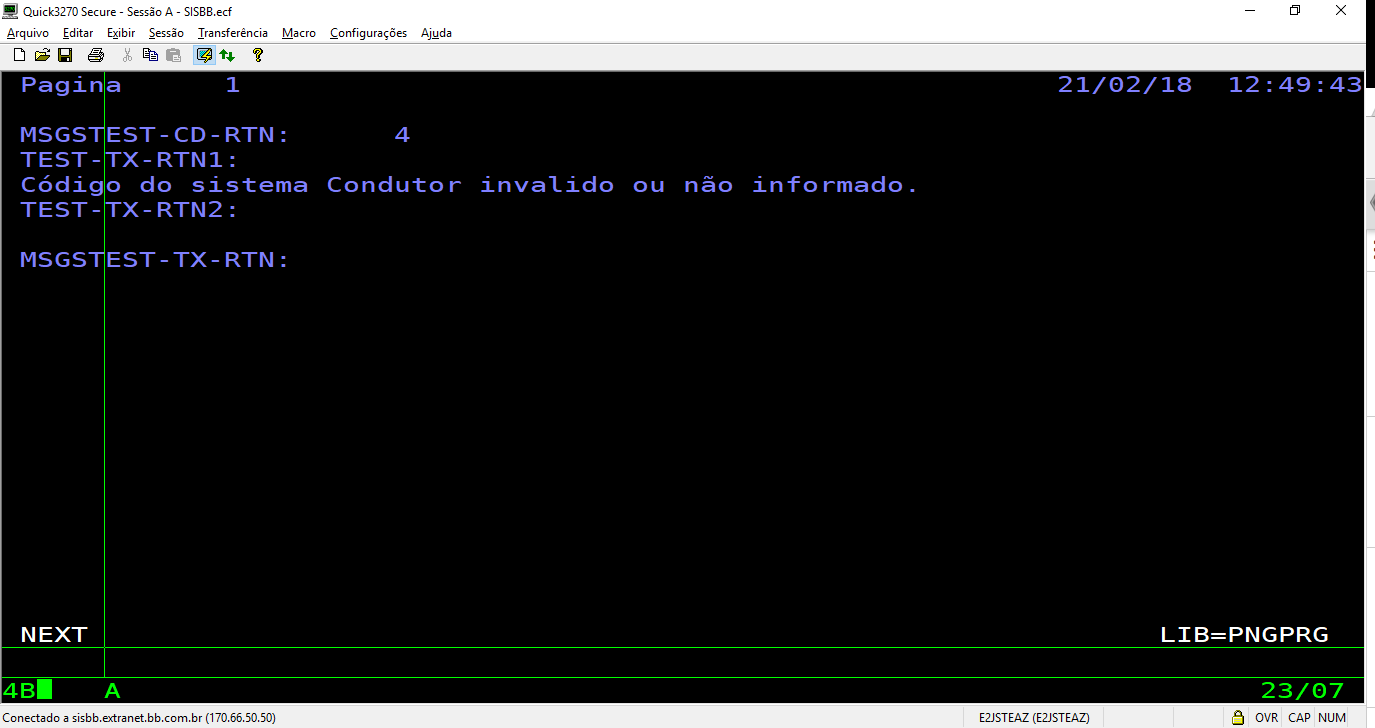 Quick3270 Secure - Sessão A - SISBB.ecf
Arquivo Editar Exibir Sessão Transferência Macro Configurações Ajuda
Pagina 1 21/02/18 12:49:43
MSGSTEST-CD-RTN: 4
TEST-TX-RTN1:
Código do sistema Condutor invalido ou não informado.
TEST-TX-RTN2:
MSGSTEST-TX-RTN:
NEXT LIB=PNGPRG
4B A 23/07
Conectado a sisbb.extranet.bb.com.br (170.66.50.50) E2JSTEAZ (E2JSTEAZ) OVR CAP NUM